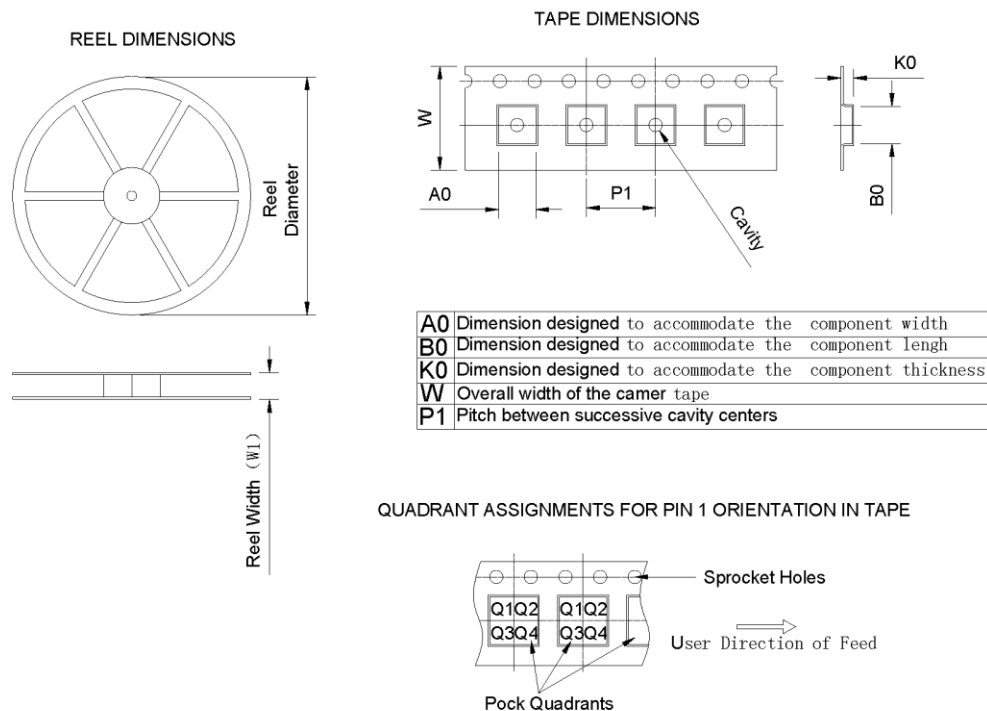 REEL DIMENSIONS
Reel
Diameter
Reel Width (W1)
TAPE DIMENSIONS
W
A0
P1
Cavity
K0
B0
A0 Dimension designed to accommodate the component width
B0 Dimension designed to accommodate the component lengh
K0 Dimension designed to accommodate the component thickness
W Overall width of the camer tape
P1 Pitch between successive cavity centers
QUADRANT ASSIGNMENTS FOR PIN 1 ORIENTATION IN TAPE
Sprocket Holes
Q1Q2 Q1Q2
Q3Q4 Q3Q4
User Direction of Feed
Pock Quadrants